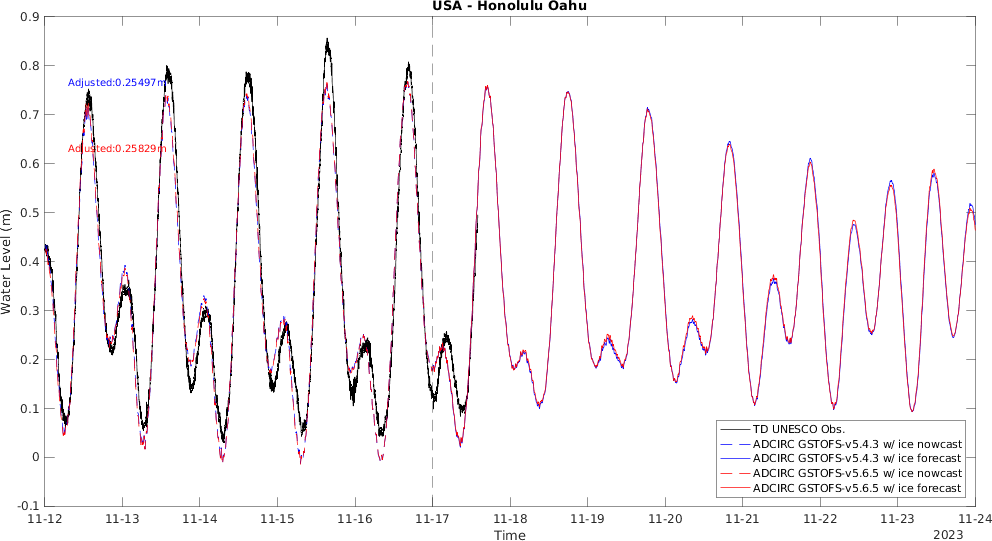 USA - Honolulu Oahu
0.9
0.8
0.7
0.6
0.5
0.4
0.3
0.2
0.1
0
-0.1
Water Level (m)
Adjusted:0.25497m
Adjusted:0.25829m
TD UNESCO Obs.
ADCIRC GSTOFS-v5.4.3 w/ ice nowcast
ADCIRC GSTOFS-v5.4.3 w/ ice forecast
ADCIRC GSTOFS-v5.6.5 w/ ice nowcast
ADCIRC GSTOFS-v5.6.5 w/ ice forecast
11-12 11-13 11-14 11-15 11-16 11-17 11-18 11-19 11-20 11-21 11-22 11-23 11-24
Time
2023